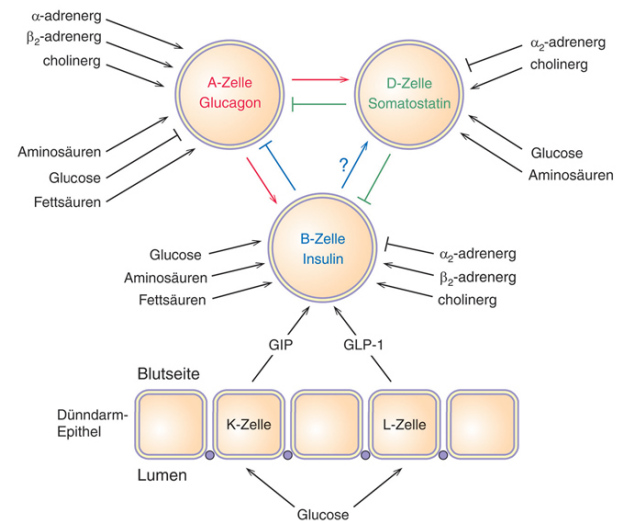 α-adrenerg
β₂-adrenerg
cholinerg
Aminosäuren
Glucose
Fettsäuren
A-Zelle
Glucagon
D-Zelle
Somatostatin
α₂-adrenerg
cholinerg
Glucose
Aminosäuren
?
B-Zelle
Insulin
Glucose
Aminosäuren
Fettsäuren
α₂-adrenerg
β₂-adrenerg
cholinerg
GIP
GLP-1
Blutseite
Dünndarm-
Epithel
K-Zelle
L-Zelle
Lumen
Glucose